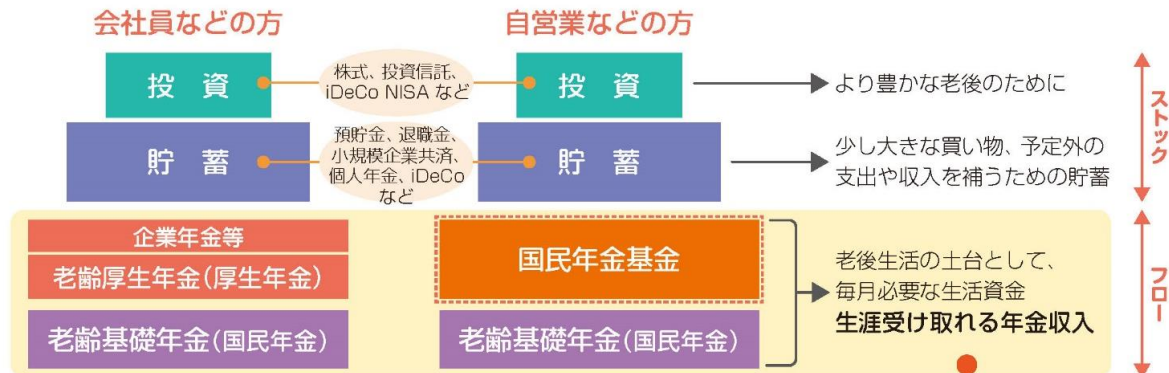 会社員などの方
自営業などの方
投 資
株式、投資信託、
iDeCo NISA など
投 資
より豊かな老後のために
貯 蓄
預貯金、退職金、
小規模企業共済、
個人年金、iDeCo
など
貯 蓄
少し大きな買い物、予定外の
支出や収入を補うための貯蓄
ストック
企業年金等
老齢厚生年金(厚生年金)
老齢基礎年金(国民年金)
国民年金基金
老齢基礎年金(国民年金)
老後生活の土台として、
毎月必要な生活資金
生涯受け取れる年金収入
フロー